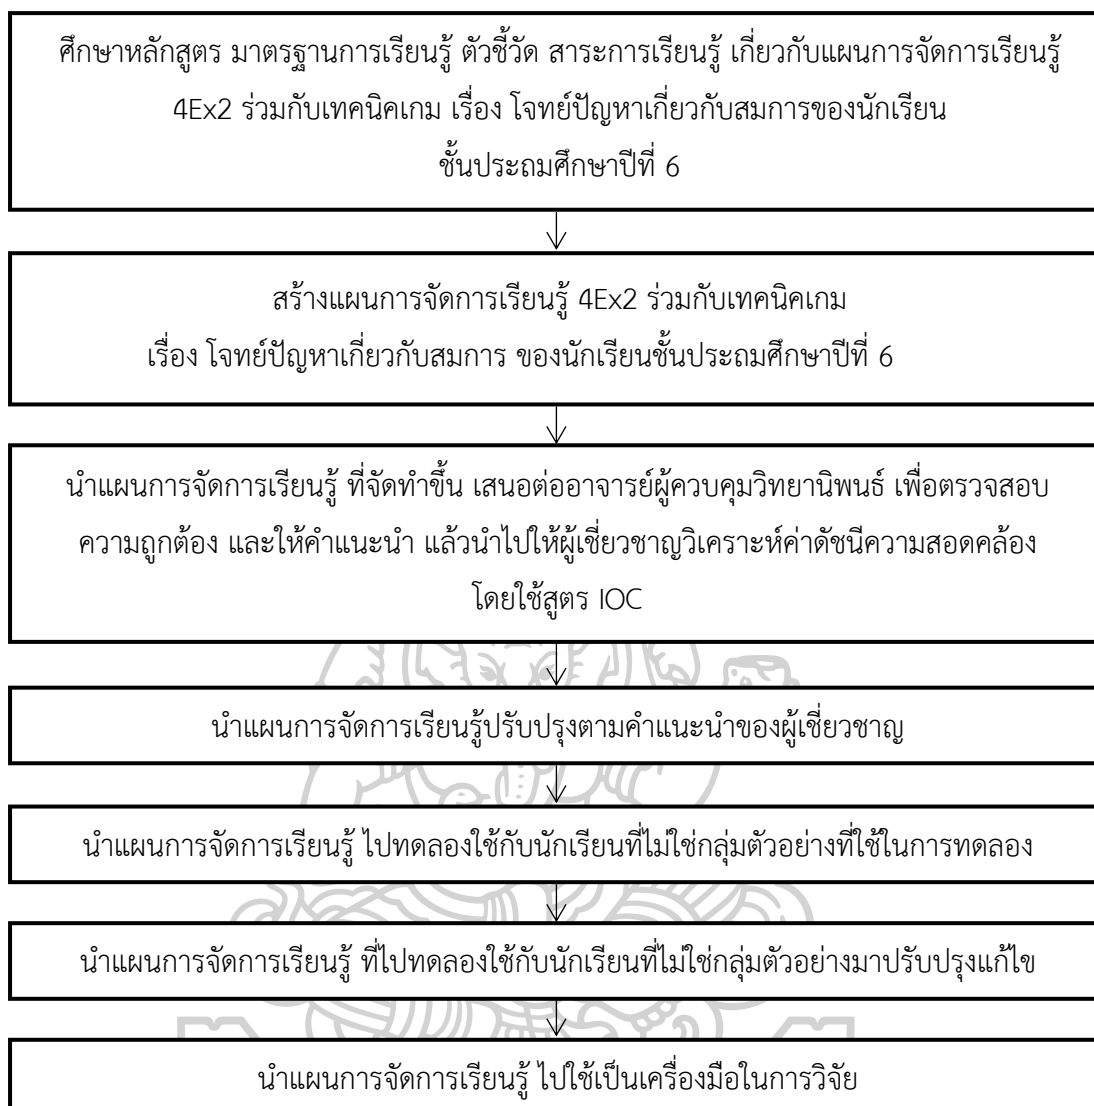 ศึกษาหลักสูตร มาตรฐานการเรียนรู้ ตัวชี้วัด สาระการเรียนรู้ เกี่ยวกับแผนการจัดการเรียนรู้
4Ex2 ร่วมกับเทคนิคเกม เรื่อง โจทย์ปัญหาเกี่ยวกับสมการของนักเรียน
ชั้นประถมศึกษาปีที่ 6
สร้างแผนการจัดการเรียนรู้ 4Ex2 ร่วมกับเทคนิคเกม
เรื่อง โจทย์ปัญหาเกี่ยวกับสมการ ของนักเรียนชั้นประถมศึกษาปีที่ 6
นำแผนการจัดการเรียนรู้ ที่จัดทำขึ้น เสนอต่ออาจารย์ผู้ควบคุมวิทยานิพนธ์ เพื่อตรวจสอบ
ความถูกต้อง และให้คำแนะนำ แล้วนำไปให้ผู้เชี่ยวชาญวิเคราะห์ค่าดัชนีความสอดคล้อง
โดยใช้สูตร IOC
นำแผนการจัดการเรียนรู้ปรับปรุงตามคำแนะนำของผู้เชี่ยวชาญ
นำแผนการจัดการเรียนรู้ ไปทดลองใช้กับนักเรียนที่ไม่ใช่กลุ่มตัวอย่างที่ใช้ในการทดลอง
นำแผนการจัดการเรียนรู้ ที่ไปทดลองใช้กับนักเรียนที่ไม่ใช่กลุ่มตัวอย่างมาปรับปรุงแก้ไข
นำแผนการจัดการเรียนรู้ ไปใช้เป็นเครื่องมือในการวิจัย